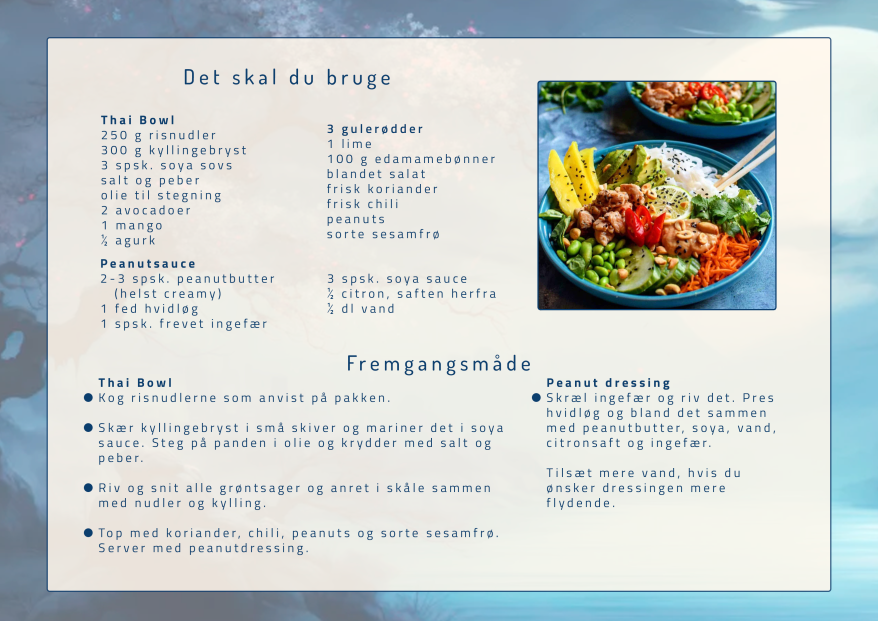 Det skal du bruge
Thai Bowl
250 g risnudler
300 g kyllingebryst
3 spsk. soya sovs
salt og peber
olie til stegning
2 avocadoer
1 mango
½ agurk
3 gulerødder
1 lime
100 g edamamebønner
blandet salat
frisk koriander
frisk chili
peanuts
sorte sesamfrø
Peanutsauce
2-3 spsk. peanutbutter
(helst creamy)
1 fed hvidløg
1 spsk. frevet ingefær
3 spsk. soya sauce
½ citron, saften herfra
½ dl vand
Fremgangsmåde
Thai Bowl
● Kog risnudlerne som anvist på pakken.
● Skær kyllingebryst i små skiver og mariner det i soya
sauce. Steg på panden i olie og krydder med salt og
peber.
● Riv og snit alle grøntsager og anret i skåle sammen
med nudler og kylling.
● Top med koriander, chili, peanuts og sorte sesamfrø.
Server med peanutdressing.
Peanut dressing
● Skræl ingefær og riv det. Pres
hvidløg og bland det sammen
med peanutbutter, soya, vand,
citronsaft og ingefær.
Tilsæt mere vand, hvis du
ønsker dressingen mere
flydende.